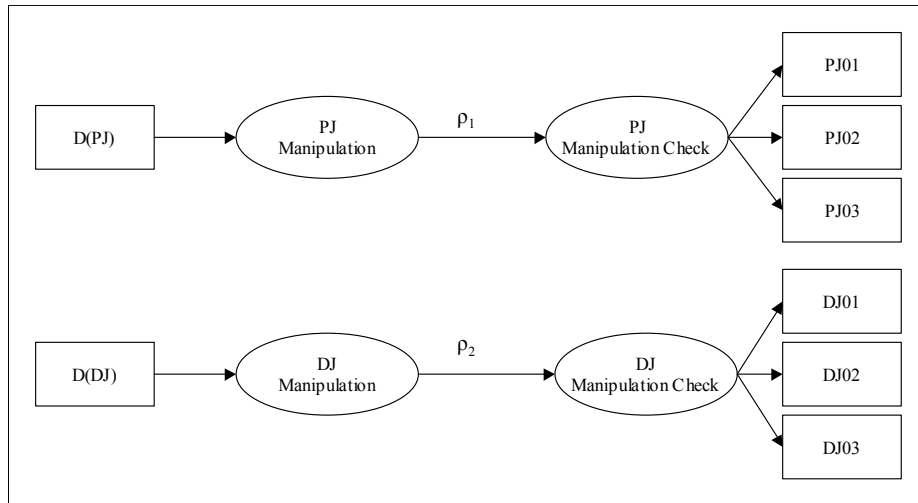 D(PJ)
PJ
Manipulation
ρ1
PJ
Manipulation Check
PJ01
PJ02
PJ03
D(DJ)
DJ
Manipulation
ρ2
DJ
Manipulation Check
DJ01
DJ02
DJ03